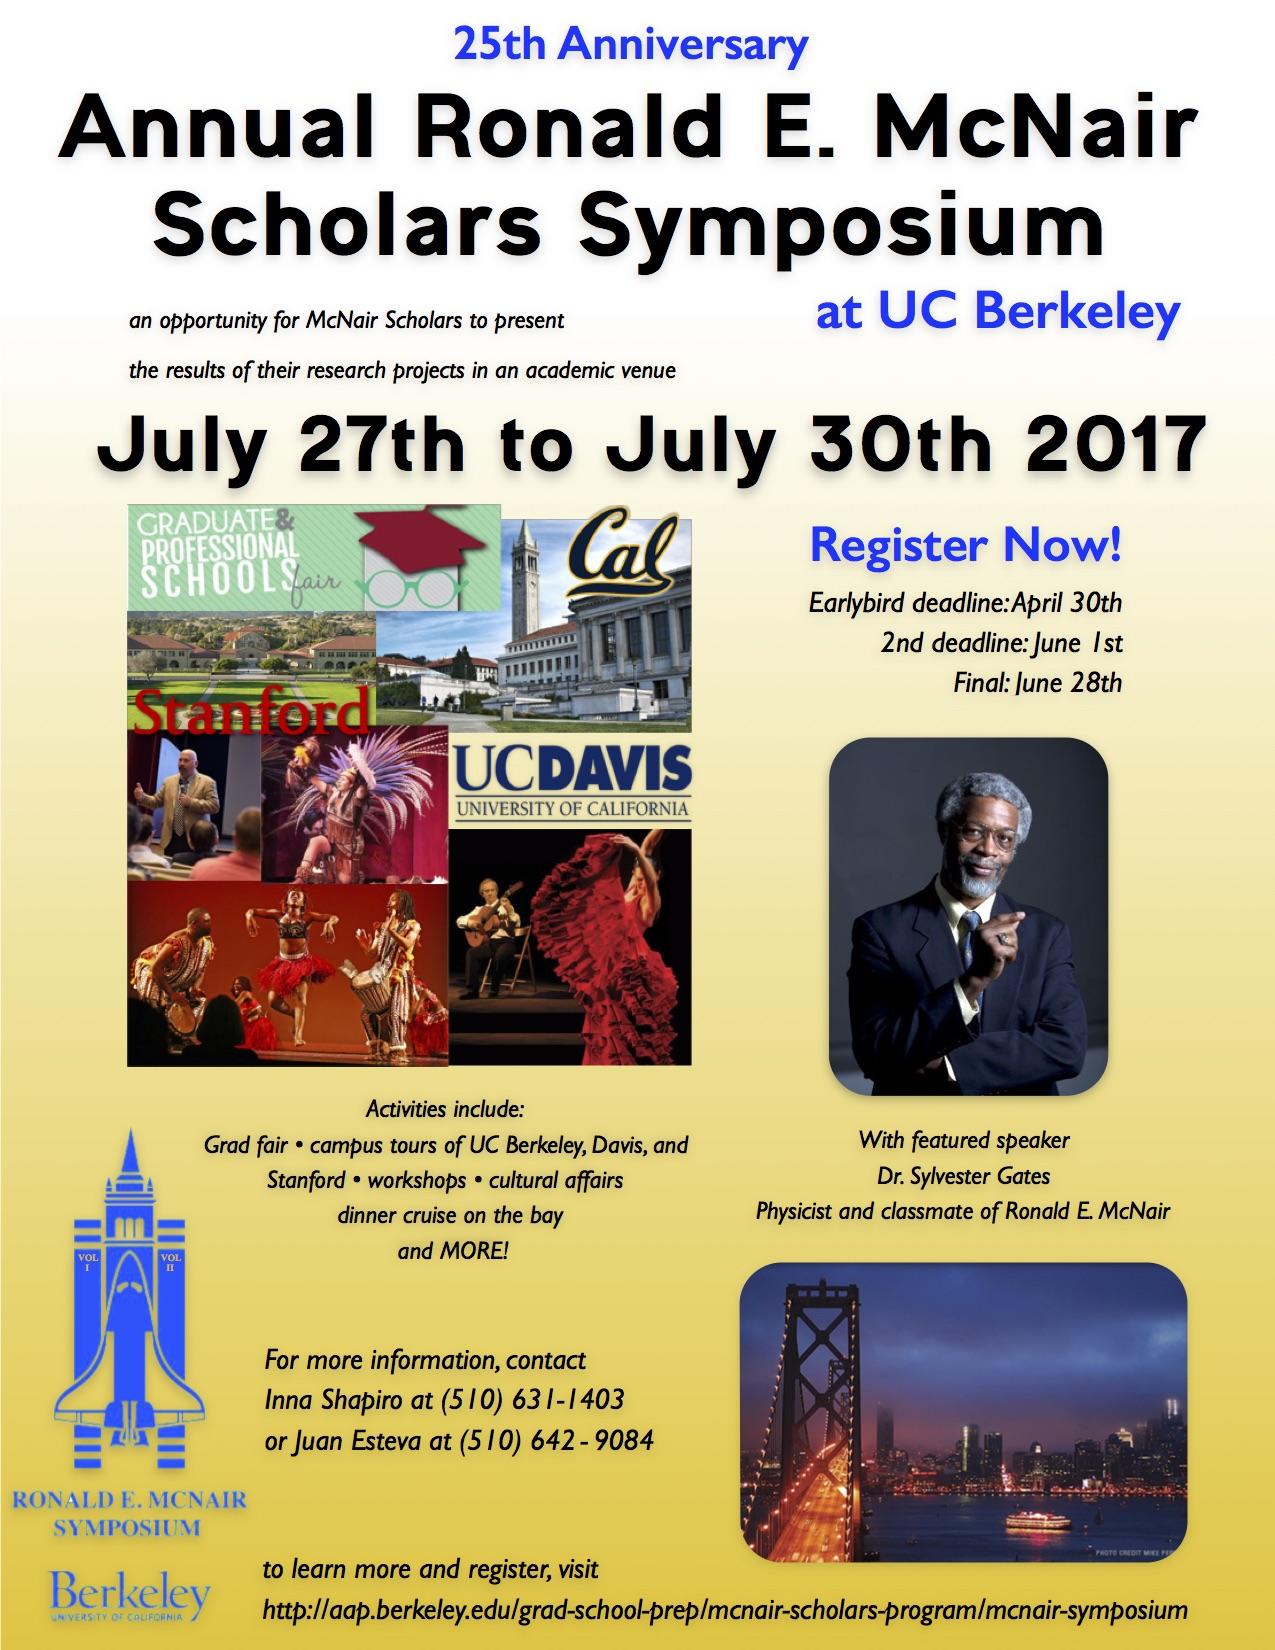 25th Anniversary
Annual Ronald E. McNair
Scholars Symposium
at UC Berkeley
an opportunity for McNair Scholars to present
the results of their research projects in an academic venue
July 27th to July 30th 2017
GRADUATE&
PROFESSIONAL
SCHOOLS fair
Cal
Stanford
UCDAVIS
UNIVERSITY OF CALIFORNIA
Register Now!
Earlybird deadline: April 30th
2nd deadline: June 1st
Final: June 28th
Activities include:
Grad fair • campus tours of UC Berkeley, Davis, and
Stanford • workshops • cultural affairs
dinner cruise on the bay
and MORE!
With featured speaker
Dr. Sylvester Gates
Physicist and classmate of Ronald E. McNair
VOL
I
VOL
II
RONALD E. MCNAIR
SYMPOSIUM
For more information, contact
Inna Shapiro at (510) 631-1403
or Juan Esteva at (510) 642 - 9084
PHOTO CREDIT MIKE
Berkeley
UNIVERSITY OF CALIFORNIA
to learn more and register, visit
http://aap.berkeley.edu/grad-school-prep/mcnair-scholars-program/mcnair-symposium